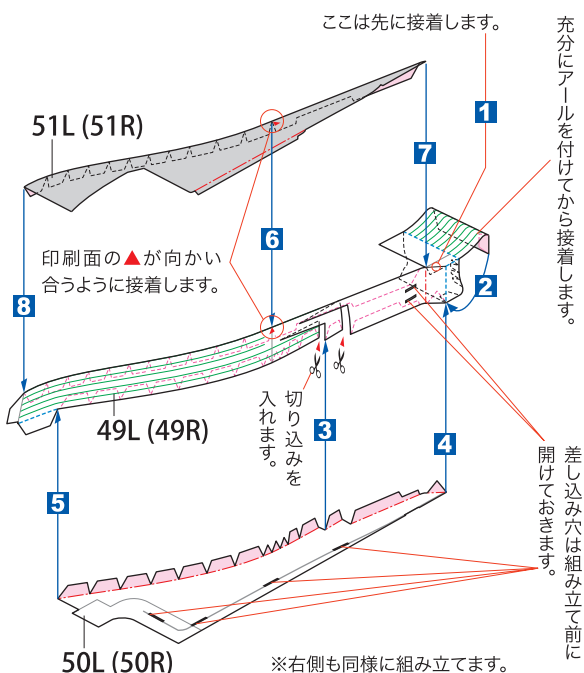 ここは先に接着します。
充分にアールを付けてから接着します。
51L (51R)
1
7
6
印刷面の▲が向かい
合うように接着します。
2
8
49L (49R)
切り込みを
入れます。
3
4
5
差し込み穴は組み立て前に
開けておきます。
50L (50R)
※右側も同様に組み立てます。